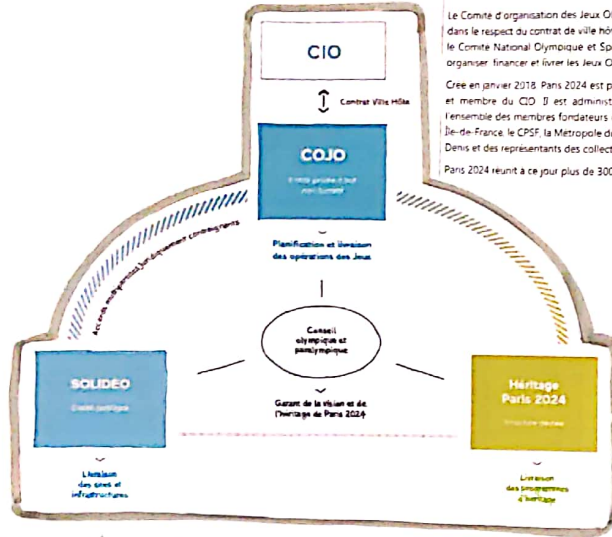 CIO
Contrat Ville Hôte
COJO
Planification et livraison
des opérations des Jeux
Accords multipartites juridiquement contraignants
Conseil
olympique et
paralympique
Garant de la vision et de
l'héritage de Paris 2024
SOLIDEO
Livraison
des sites et
infrastructures
Héritage
Paris 2024
Livraison
des programmes
d'héritage
Le Comité d'organisation des Jeux O
dans le respect du contrat de ville hô
le Comité National Olympique et Sp
organiser financer et livrer les Jeux O
Créé en janvier 2018 Paris 2024 est p
et membre du CIO Il est administ
l'ensemble des membres fondateurs
Île-de-France, le CPSF, la Métropole d
Denis et des représentants des collect
Paris 2024 réunit à ce jour plus de 300